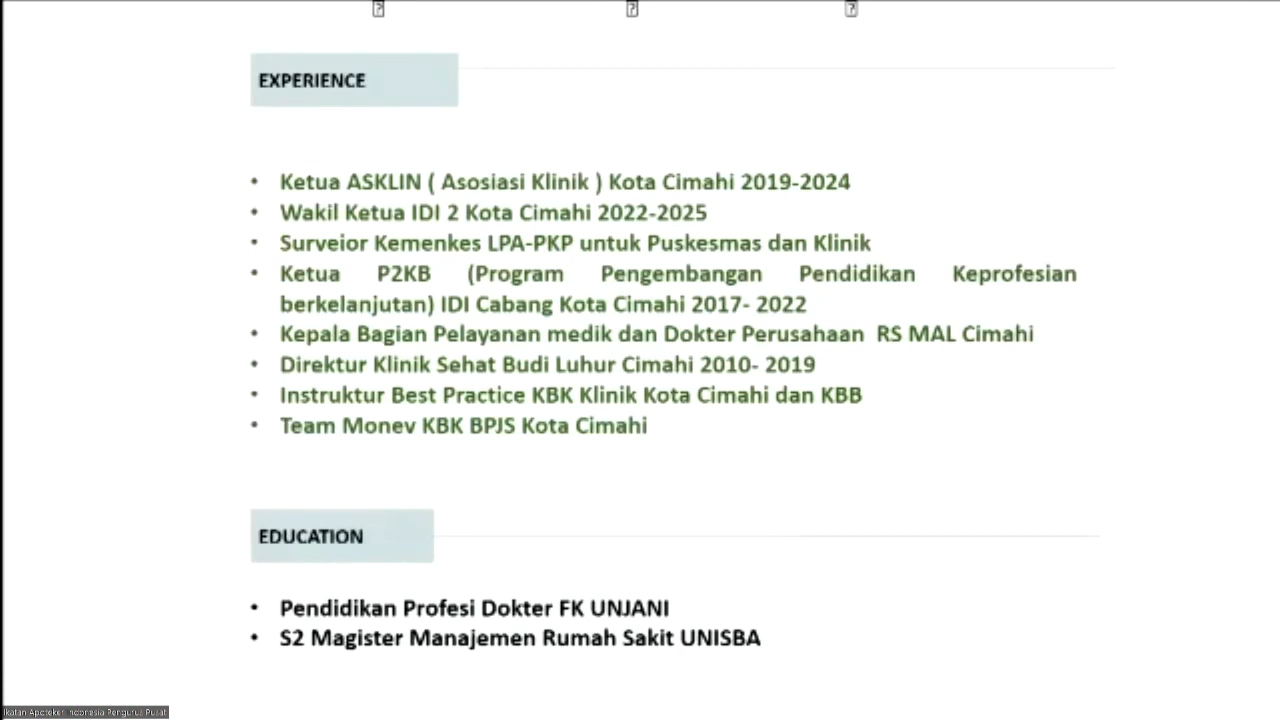 EXPERIENCE
• Ketua ASKLIN ( Asosiasi Klinik ) Kota Cimahi 2019-2024
• Wakil Ketua IDI 2 Kota Cimahi 2022-2025
• Surveior Kemenkes LPA-PKP untuk Puskesmas dan Klinik
• Ketua P2KB (Program Pengembangan Pendidikan Keprofesian
berkelanjutan) IDI Cabang Kota Cimahi 2017- 2022
• Kepala Bagian Pelayanan medik dan Dokter Perusahaan RS MAL Cimahi
• Direktur Klinik Sehat Budi Luhur Cimahi 2010- 2019
• Instruktur Best Practice KBK Klinik Kota Cimahi dan KBB
• Team Monev KBK BPJS Kota Cimahi
EDUCATION
• Pendidikan Profesi Dokter FK UNJANI
• S2 Magister Manajemen Rumah Sakit UNISBA
Ikatan Apoteker Indonesia Pengurus Pusat